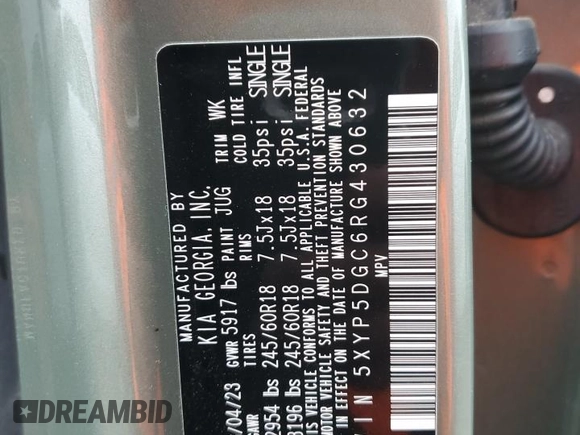 MANUFACTURED BY
KIA GEORGIA, INC.
/04/23 GVWR 5917 lbs PAINT JUG TRIM WK
GAWR TIRES RIMS COLD TIRE INFL
2954 lbs 245/60R18 7.5Jx18 35psi SINGLE
3196 lbs 245/60R18 7.5Jx18 35psi SINGLE
VEHICLE CONFORMS TO ALL APPLICABLE U.S.A. FEDERAL
MOTOR VEHICLE SAFETY AND THEFT PREVENTION STANDARDS
IN EFFECT ON THE DATE OF MANUFACTURE SHOWN ABOVE
VIN 5XYP5DGC6RG430632
MPV
DREAMBID